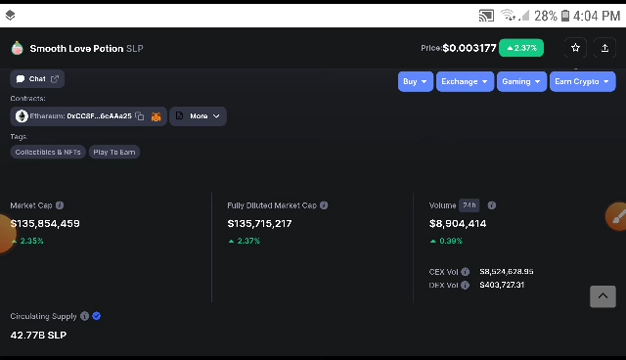 28% 4:04 PM
Smooth Love Potion SLP Price: $0.003177 2.37%
Chat Buy Exchange Gaming Earn Crypto
Contracts:
Ethereum: 0xCC8F...6cAAa25 More
Tags:
Collectibles & NFTs Play To Earn
Market Cap Fully Diluted Market Cap Volume 24h
$135,854,459 $135,715,217 $8,904,414
2.35% 2.37% 0.39%
CEX Vol $8,524,628.95
DEX Vol $403,727.31
Circulating Supply
42.77B SLP